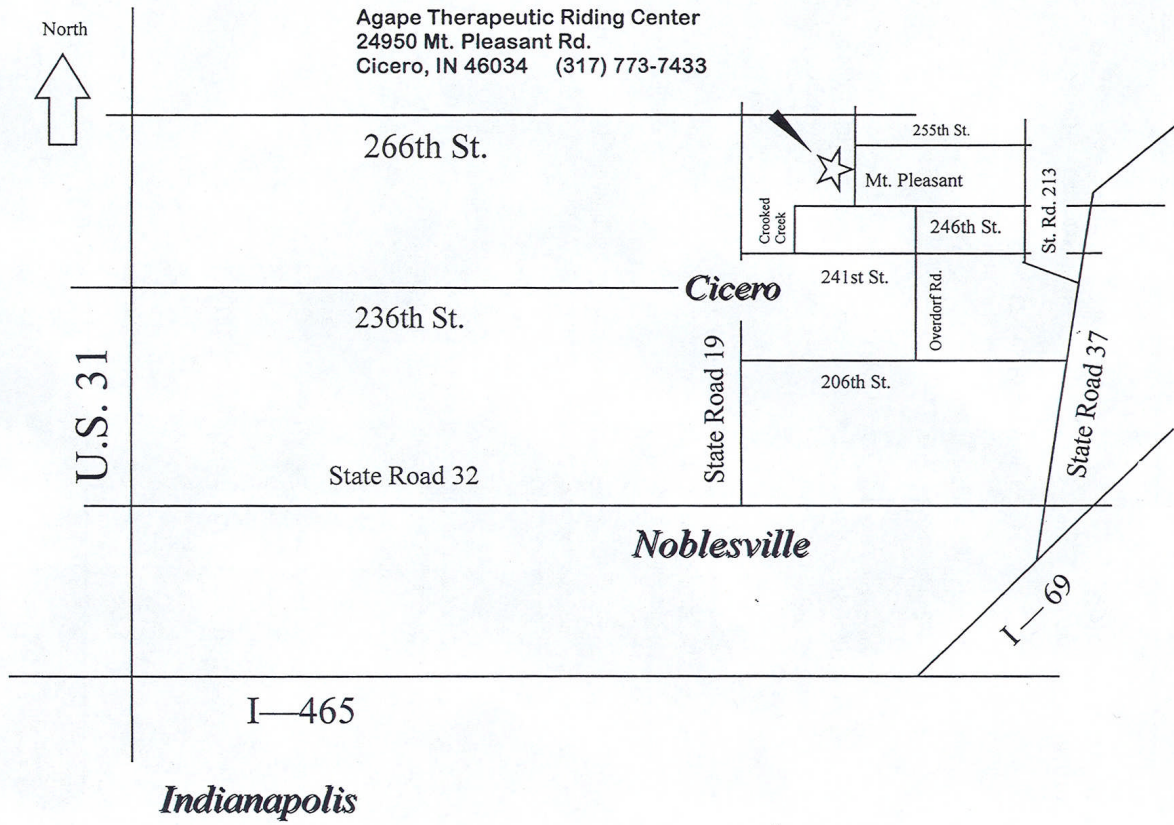 North
Agape Therapeutic Riding Center
24950 Mt. Pleasant Rd.
Cicero, IN 46034 (317) 773-7433
266th St.
255th St.
Mt. Pleasant
St. Rd. 213
Crooked
Creek
246th St.
241st St.
Cicero
236th St.
Overdorf Rd.
U.S. 31
State Road 19
206th St.
State Road 37
State Road 32
Noblesville
I—69
I—465
Indianapolis